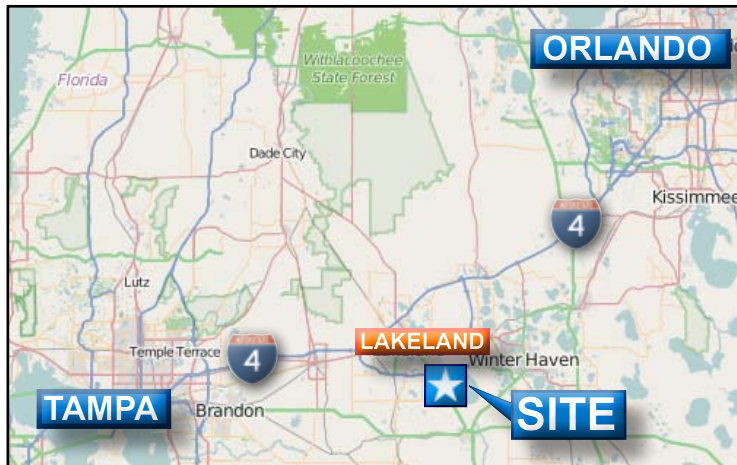 ORLANDO
Florida
Withlacoochee
State Forest
Dade City
Kissimmee
4
Lutz
LAKELAND
Temple Terrace
4
Winter Haven
TAMPA
Brandon
SITE